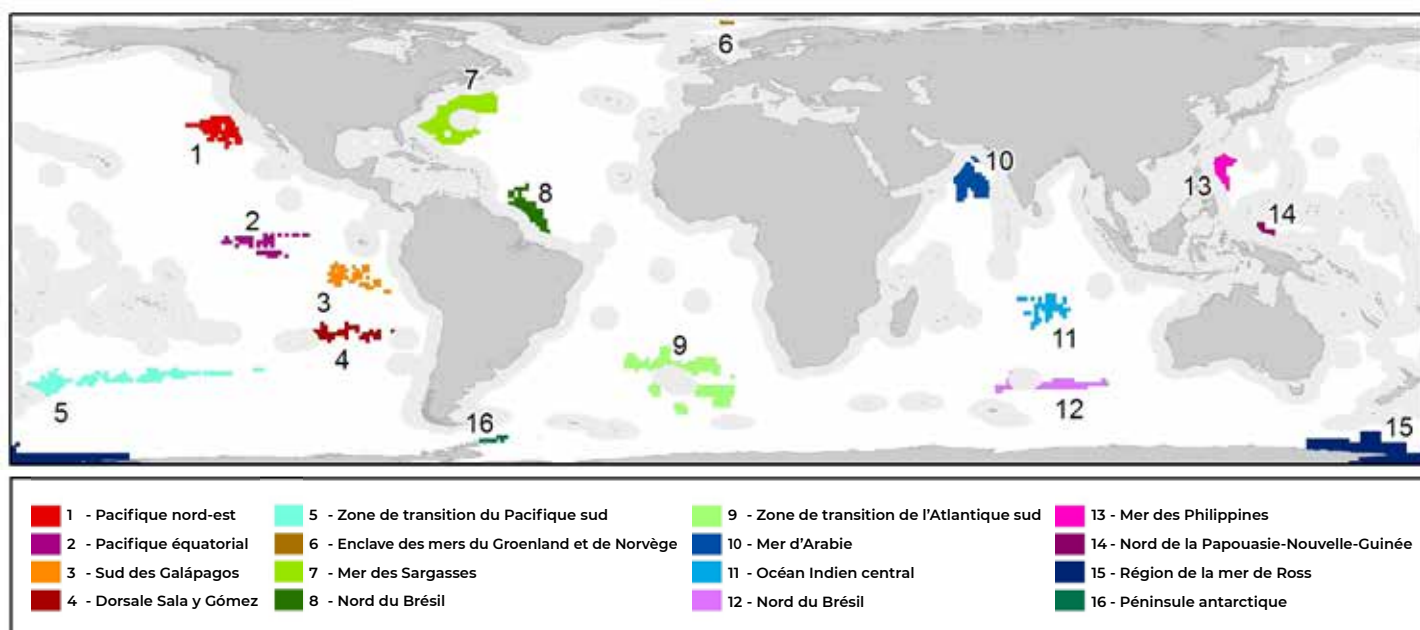 6
7
1
10
13
8
14
2
3
11
9
4
5
12
16
15
1 - Pacifique nord-est
2 - Pacifique équatorial
3 - Sud des Galápagos
4 - Dorsale Sala y Gómez
5 - Zone de transition du Pacifique sud
6 - Enclave des mers du Groenland et de Norvège
7 - Mer des Sargasses
8 - Nord du Brésil
9 - Zone de transition de l’Atlantique sud
10 - Mer d’Arabie
11 - Océan Indien central
12 - Nord du Brésil
13 - Mer des Philippines
14 - Nord de la Papouasie-Nouvelle-Guinée
15 - Région de la mer de Ross
16 - Péninsule antarctique